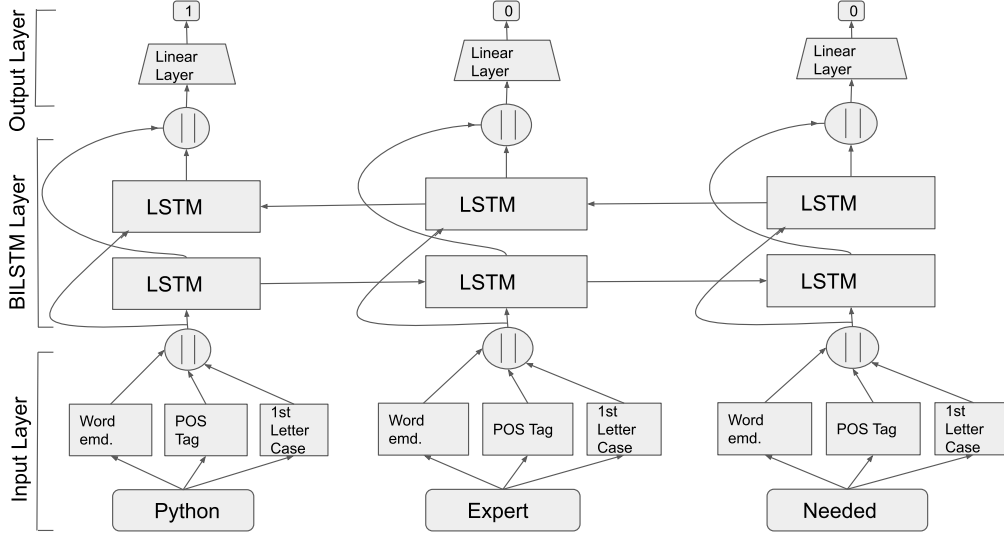 1
0
0
Output Layer
Linear
Layer
Linear
Layer
Linear
Layer
||
||
||
BILSTM Layer
LSTM
LSTM
LSTM
LSTM
LSTM
LSTM
||
||
||
Input Layer
Word
emd.
POS
Tag
1st
Letter
Case
Word
emd.
POS Tag
1st
Letter
Case
Word
emd.
POS Tag
1st
Letter
Case
Python
Expert
Needed